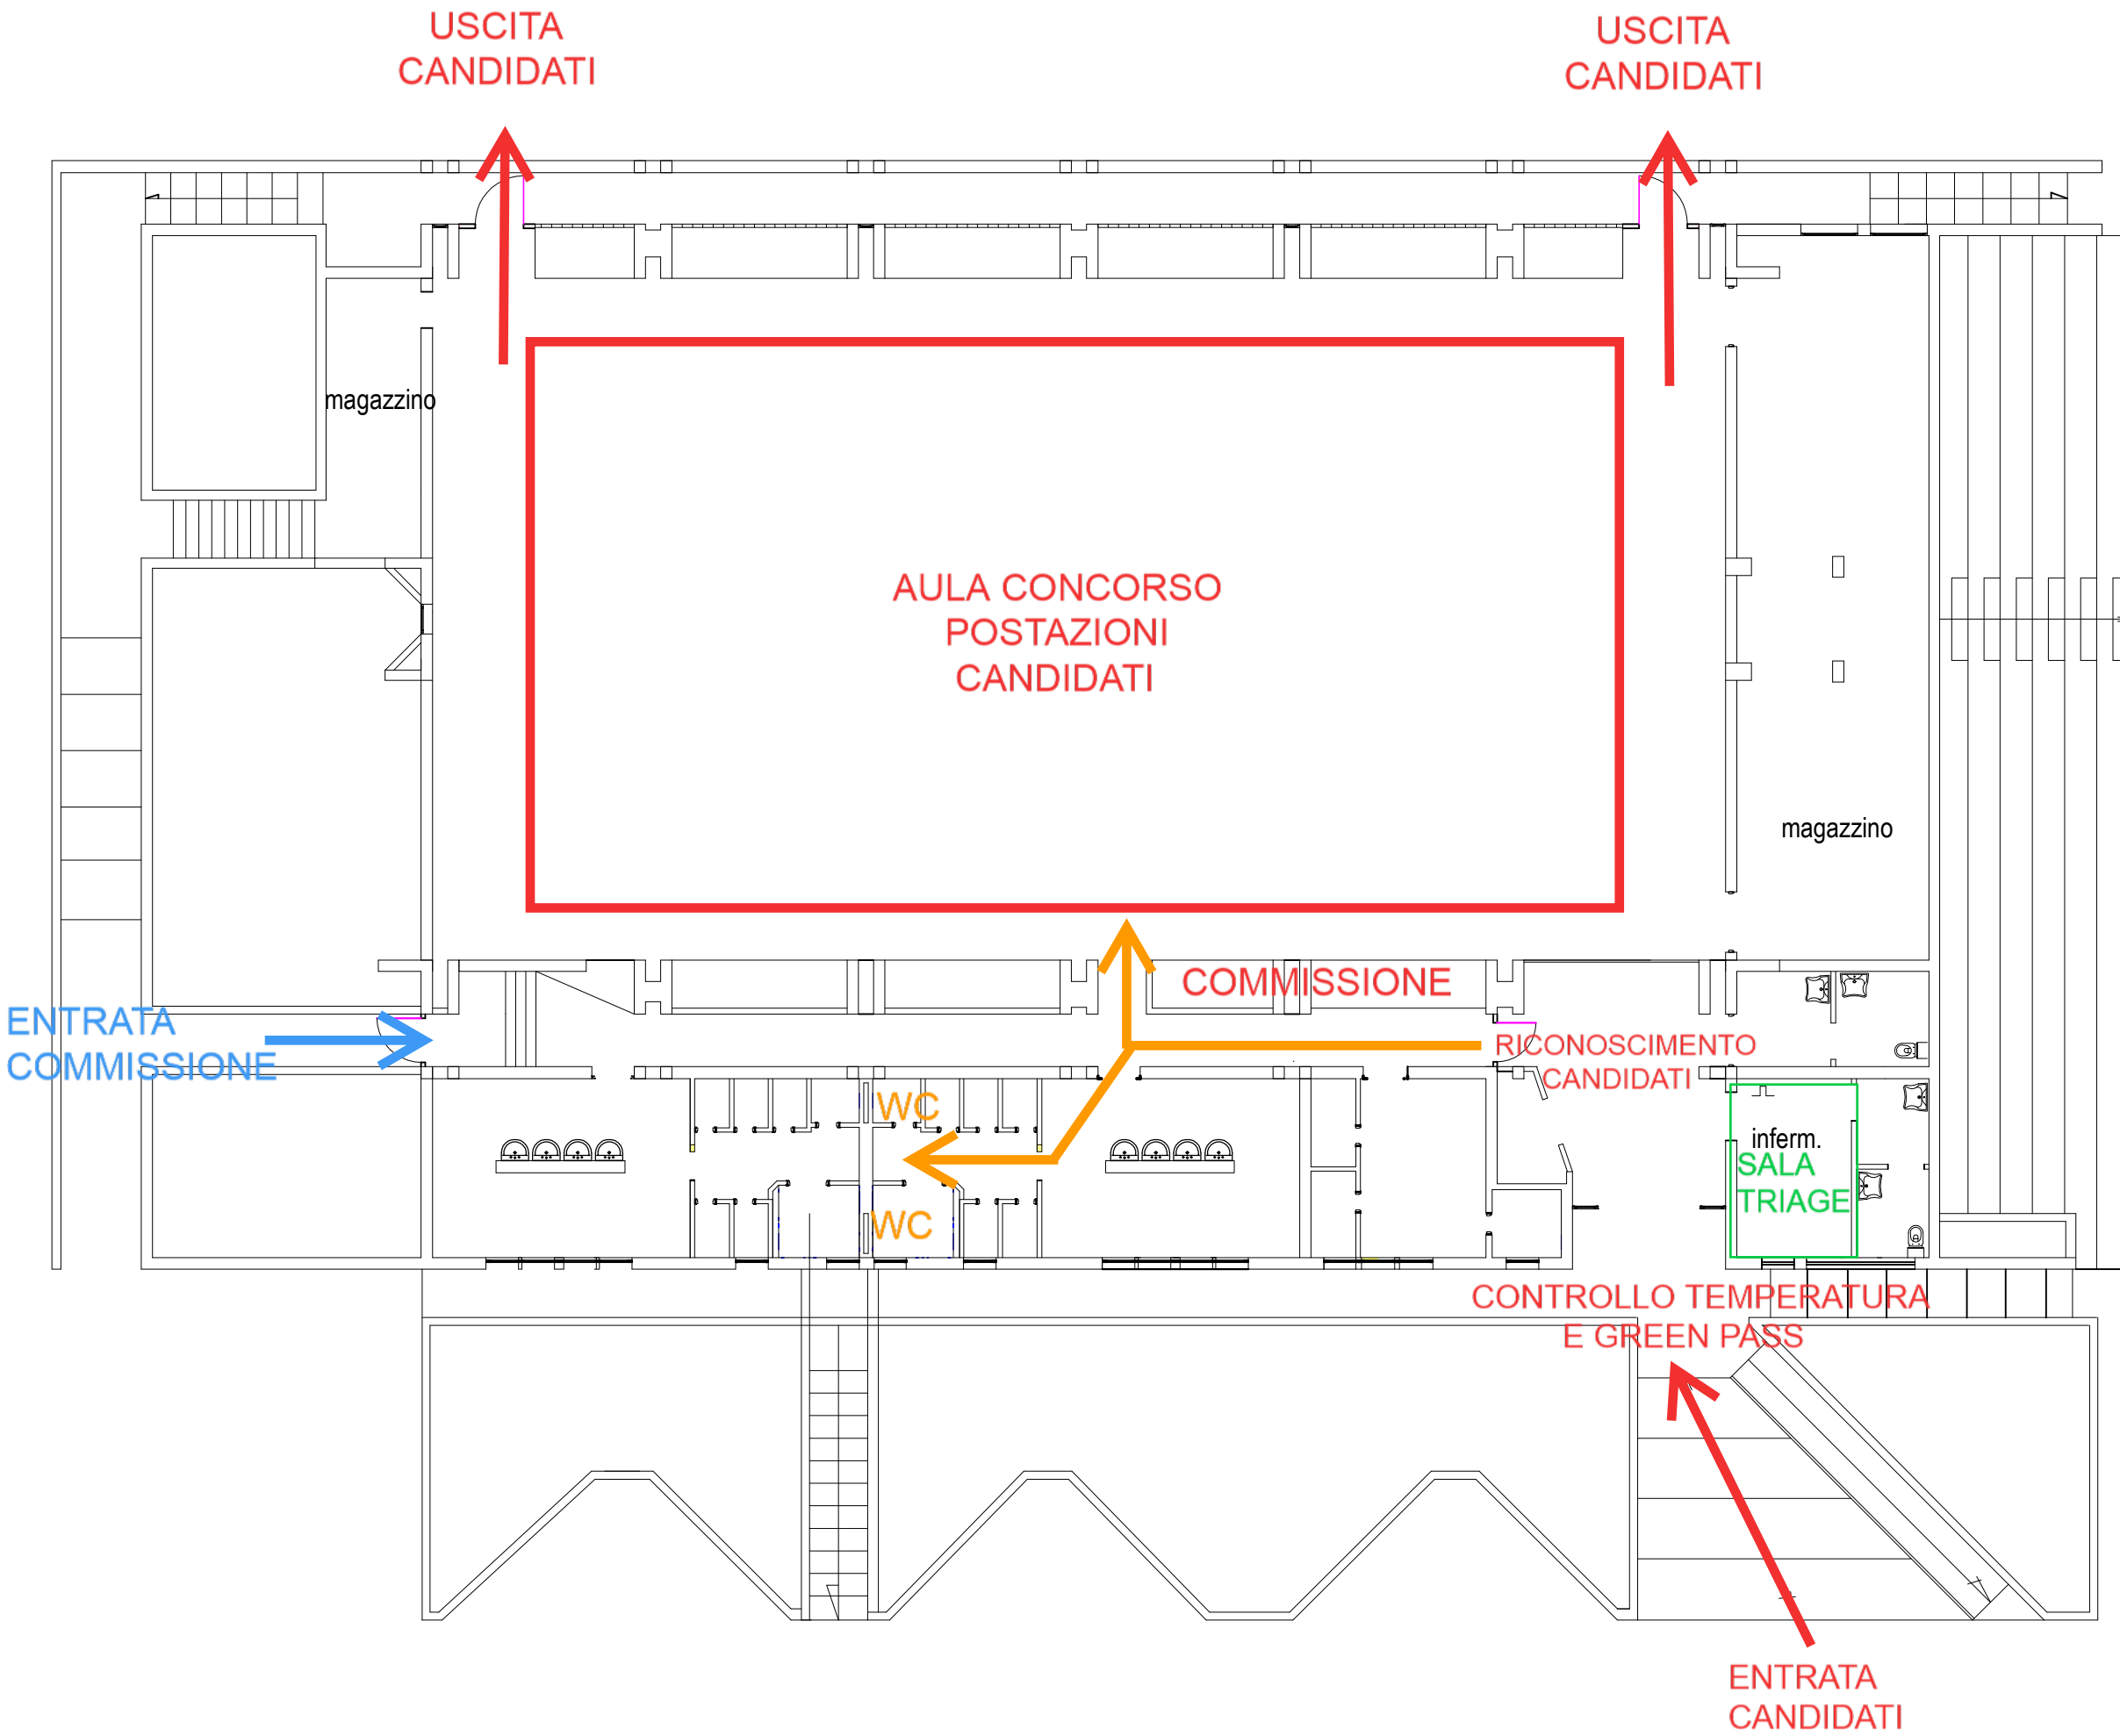 USCITA
CANDIDATI
USCITA
CANDIDATI
magazzino
AULA CONCORSO
POSTAZIONI
CANDIDATI
magazzino
COMMISSIONE
ENTRATA
COMMISSIONE
RICONOSCIMENTO
CANDIDATI
WC
inferm.
SALA
TRIAGE
WC
CONTROLLO TEMPERATURA
E GREEN PASS
ENTRATA
CANDIDATI